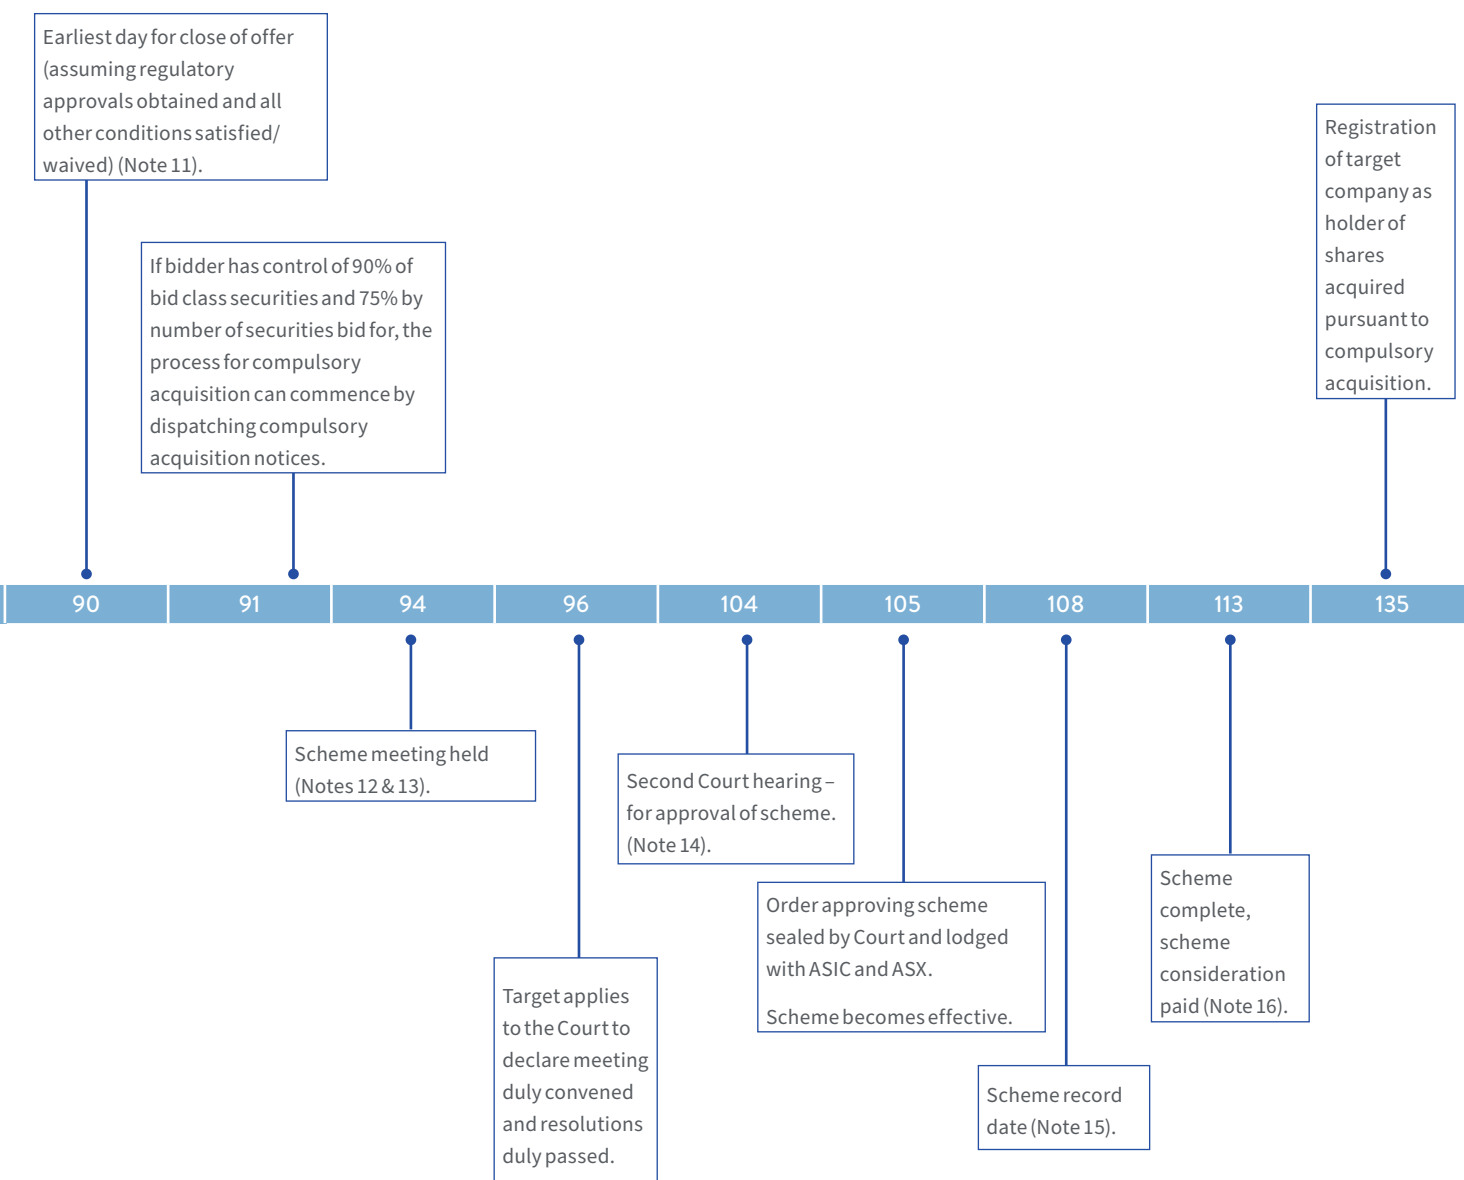 Earliest day for close of offer
(assuming regulatory
approvals obtained and all
other conditions satisfied/
waived) (Note 11).
If bidder has control of 90% of
bid class securities and 75% by
number of securities bid for, the
process for compulsory
acquisition can commence by
dispatching compulsory
acquisition notices.
Registration
of target
company as
holder of
shares
acquired
pursuant to
compulsory
acquisition.
90 91 94 96 104 105 108 113 135
Scheme meeting held
(Notes 12 & 13).
Target applies
to the Court to
declare meeting
duly convened
and resolutions
duly passed.
Second Court hearing –
for approval of scheme.
(Note 14).
Order approving scheme
sealed by Court and lodged
with ASIC and ASX.
Scheme becomes effective.
Scheme record
date (Note 15).
Scheme
complete,
scheme
consideration
paid (Note 16).